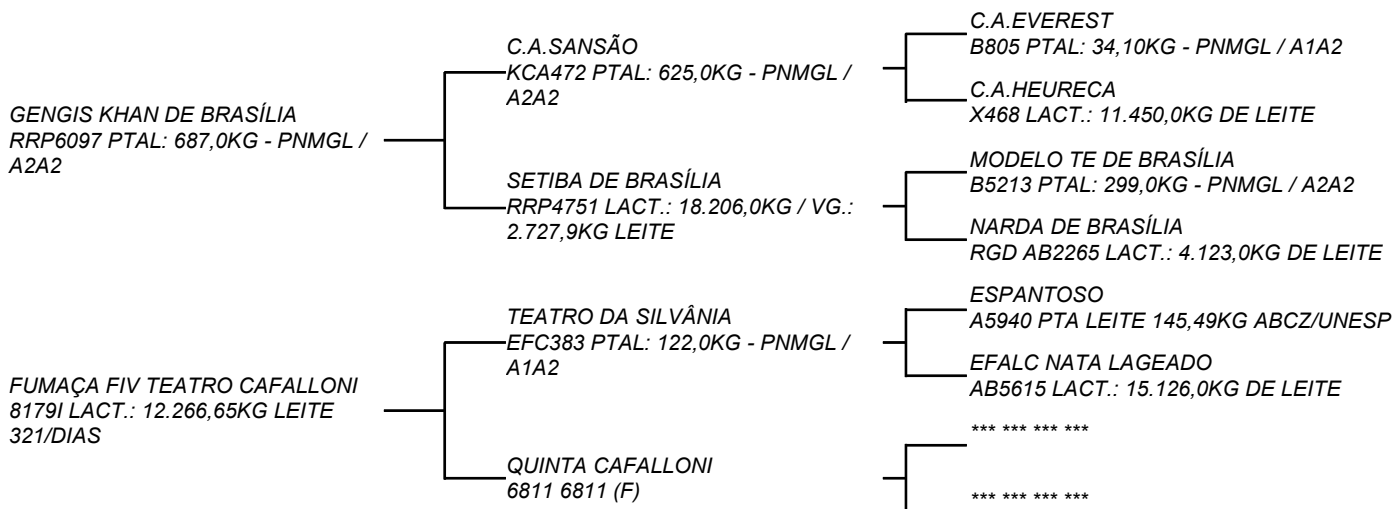 GENGIS KHAN DE BRASÍLIA
RRP6097 PTAL: 687,0KG - PNMGL /
A2A2
C.A.SANSÃO
KCA472 PTAL: 625,0KG - PNMGL /
A2A2
C.A.EVEREST
B805 PTAL: 34,10KG - PNMGL / A1A2
C.A.HEURECA
X468 LACT.: 11.450,0KG DE LEITE
SETIBA DE BRASÍLIA
RRP4751 LACT.: 18.206,0KG / VG.:
2.727,9KG LEITE
MODELO TE DE BRASÍLIA
B5213 PTAL: 299,0KG - PNMGL / A2A2
NARDA DE BRASÍLIA
RGD AB2265 LACT.: 4.123,0KG DE LEITE
FUMAÇA FIV TEATRO CAFALLONI
8179I LACT.: 12.266,65KG LEITE
321/DIAS
TEATRO DA SILVÂNIA
EFC383 PTAL: 122,0KG - PNMGL /
A1A2
ESPANTOSO
A5940 PTA LEITE 145,49KG ABCZ/UNESP
EFALC NATA LAGEADO
AB5615 LACT.: 15.126,0KG DE LEITE
QUINTA CAFALLONI
6811 6811 (F)
*** *** *** ***
*** *** *** ***